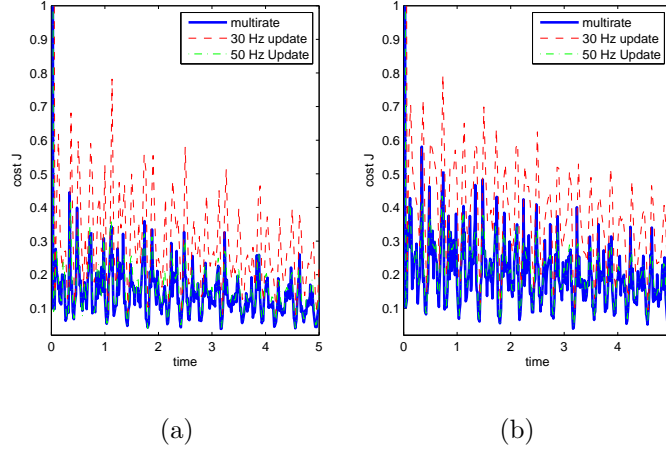 1
0.9
0.8
0.7
0.6
0.5
0.4
0.3
0.2
0.1
cost J
0 1 2 3 4 5
time
multirate
30 Hz update
50 Hz Update
(a)
1
0.9
0.8
0.7
0.6
0.5
0.4
0.3
0.2
0.1
cost J
0 1 2 3 4
time
multirate
30 Hz update
50 Hz Update
(b)